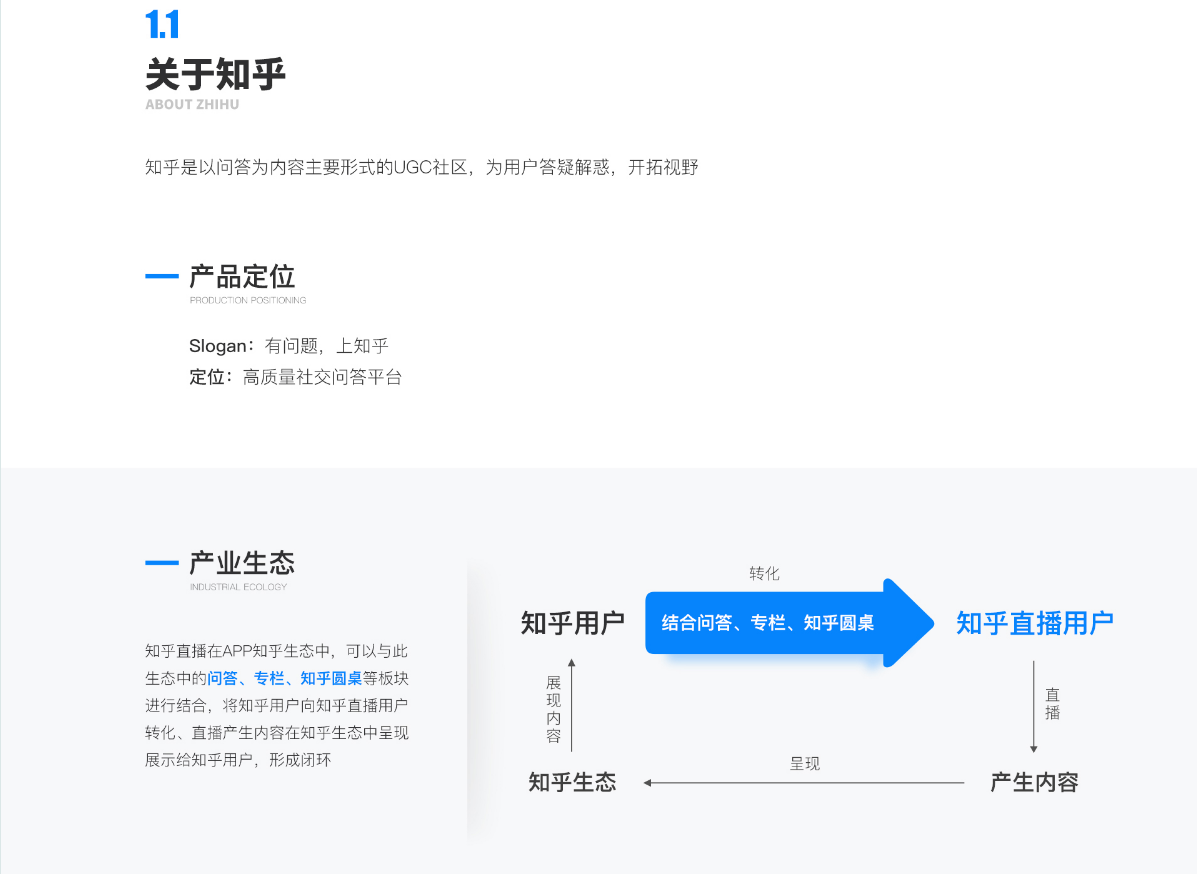 1.1
关于知乎
ABOUT ZHIHU
知乎是以问答为内容主要形式的UGC社区，为用户答疑解惑，开拓视野
产品定位
PRODUCTION POSITIONING
Slogan：有问题，上知乎
定位：高质量社交问答平台
产业生态
INDUSTRIAL ECOLOGY
知乎直播在APP知乎生态中，可以与此
生态中的问答、专栏、知乎圆桌等板块
进行结合，将知乎用户向知乎直播用户
转化、直播产生内容在知乎生态中呈现
展示给知乎用户，形成闭环
转化
知乎用户
结合问答、专栏、知乎圆桌
知乎直播用户
展现内容
直播
呈现
知乎生态
产生内容